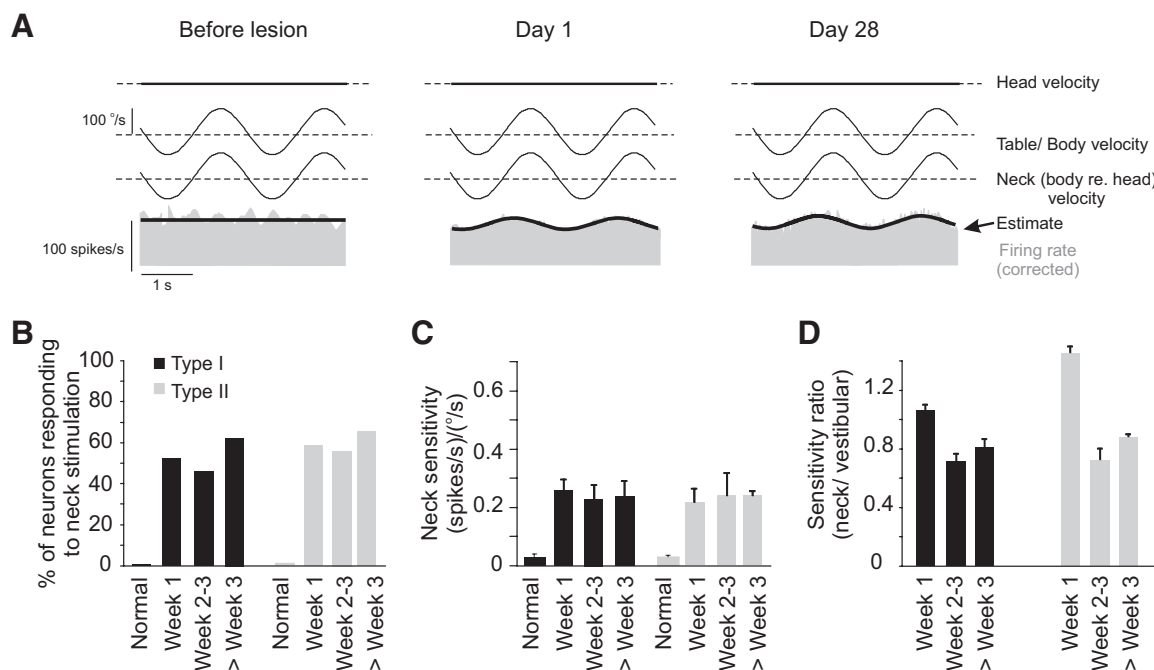 A
Before lesion
Day 1
Day 28
Head velocity
100 °/s
Table/ Body velocity
Neck (body re. head)
velocity
Estimate
100 spikes/s
Firing rate
(corrected)
1 s
B
% of neurons responding
to neck stimulation
100
80
60
40
20
0
Type I
Type II
Normal
Week 1
Week 2-3
> Week 3
Normal
Week 1
Week 2-3
> Week 3
C
Neck sensitivity
(spikes/s)/(°/s)
0.6
0.4
0.2
0
Normal
Week 1
Week 2-3
> Week 3
Normal
Week 1
Week 2-3
> Week 3
D
Sensitivity ratio
(neck/ vestibular)
1.2
0.8
0.4
0
Week 1
Week 2-3
> Week 3
Week 1
Week 2-3
> Week 3